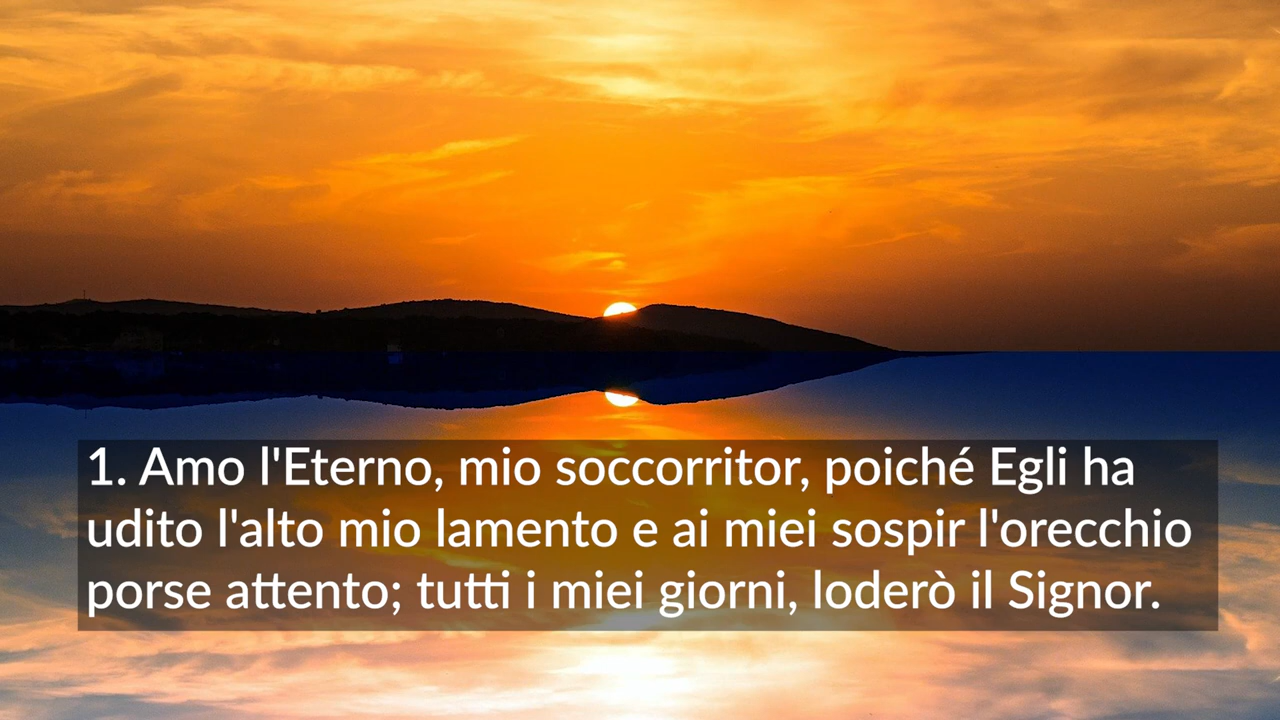 1. Amo l'Eterno, mio soccorritor, poiché Egli ha
udito l'alto mio lamento e ai miei sospir l'orecchio
porse attento; tutti i miei giorni, loderò il Signor.